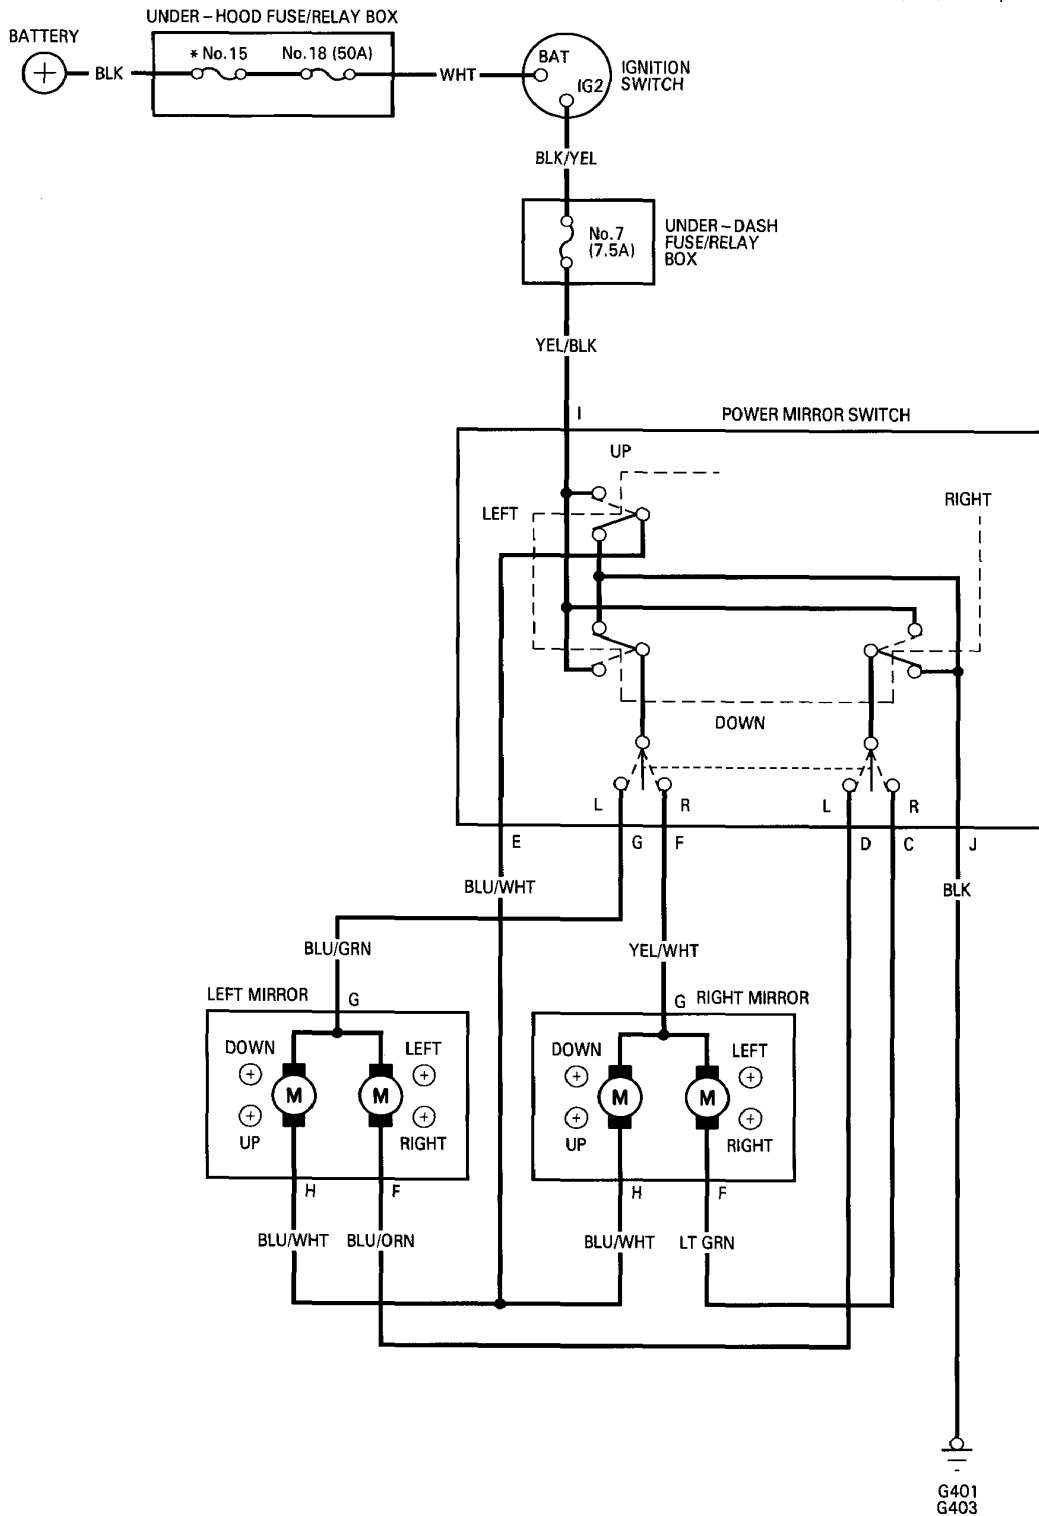 UNDER-HOOD FUSE/RELAY BOX
BATTERY
* No.15
No.18 (50A)
+
BLK
WHT
BAT
IG2
IGNITION
SWITCH
BLK/YEL
No.7
(7.5A)
UNDER-DASH
FUSE/RELAY
BOX
YEL/BLK
I
POWER MIRROR SWITCH
UP
LEFT
RIGHT
DOWN
L
R
L
R
E
G
F
D
C
J
BLU/WHT
BLK
BLU/GRN
YEL/WHT
LEFT MIRROR
G
G
RIGHT MIRROR
DOWN
LEFT
DOWN
LEFT
+
+
+
+
M
M
M
M
+
+
+
+
UP
RIGHT
UP
RIGHT
H
F
H
F
BLU/WHT
BLU/ORN
BLU/WHT
LT GRN
G401
G403